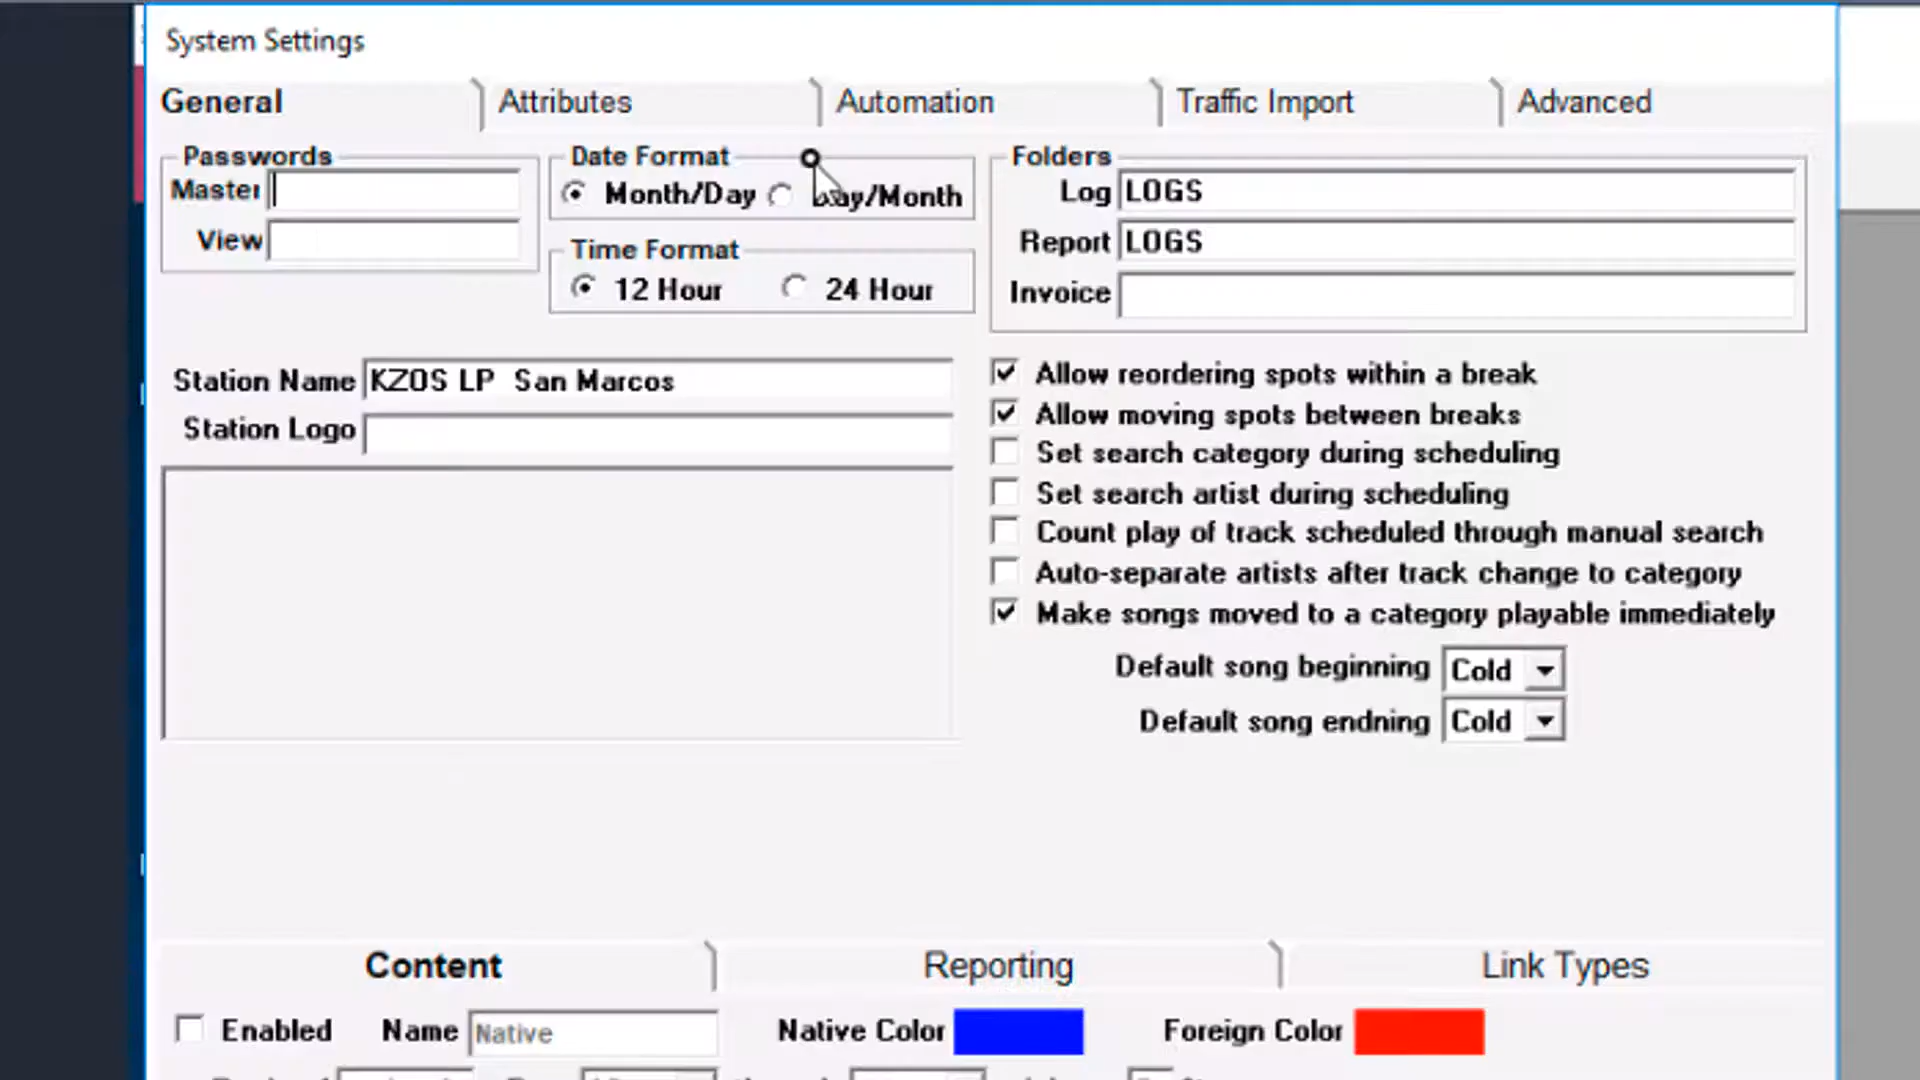 System Settings
General
Attributes
Automation
Traffic Import
Advanced
Passwords
Master
View
Date Format
Month/Day
Day/Month
Time Format
12 Hour
24 Hour
Folders
Log
LOGS
Report
LOGS
Invoice
Station Name
KZOS LP  San Marcos
Station Logo
Allow reordering spots within a break
Allow moving spots between breaks
Set search category during scheduling
Set search artist during scheduling
Count play of track scheduled through manual search
Auto-separate artists after track change to category
Make songs moved to a category playable immediately
Default song beginning
Cold
Default song endning
Cold
Content
Reporting
Link Types
Enabled
Name
Native
Native Color
Foreign Color